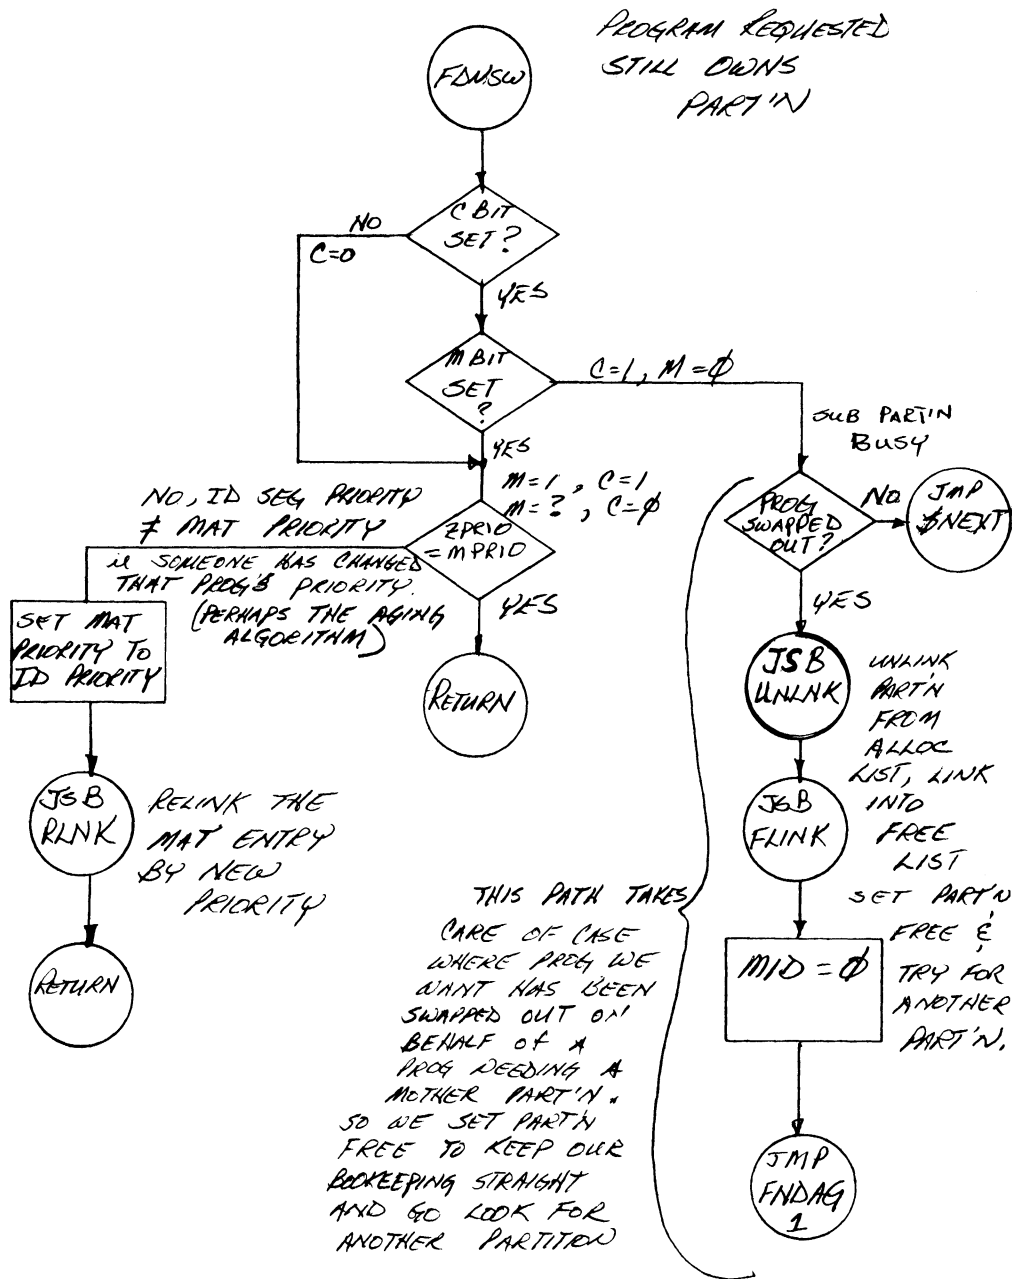 PROGRAM REQUESTED
STILL OWNS
PART'N
FDNSW
C BIT
SET?
NO
C=0
YES
M BIT
SET
?
C=1, M=Ø
YES
SUB PART'N
BUSY
M=1, C=1
M=?, C=Ø
NO, ID SEG PRIORITY
≠ MAT PRIORITY
ZPRIO
=MPRIO
ie SOMEONE HAS CHANGED
THAT PROG'S PRIORITY.
(PERHAPS THE AGING
ALGORITHM)
YES
RETURN
SET MAT
PRIORITY TO
ID PRIORITY
JSB
RLNK
RELINK THE
MAT ENTRY
BY NEW
PRIORITY
RETURN
PROG
SWAPPED
OUT?
NO
JMP
$NEXT
YES
JSB
UNLNK
UNLINK
PART'N
FROM
ALLOC
LIST, LINK
INTO
FREE
LIST
JSB
FLINK
SET PART'N
FREE &
TRY FOR
ANOTHER
PART'N.
MID = Ø
JMP
FNDAG
1
THIS PATH TAKES
CARE OF CASE
WHERE PROG WE
WANT HAS BEEN
SWAPPED OUT ON
BEHALF OF A
PROG NEEDING A
MOTHER PART'N.
SO WE SET PART'N
FREE TO KEEP OUR
BOOKEEPING STRAIGHT
AND GO LOOK FOR
ANOTHER PARTITION